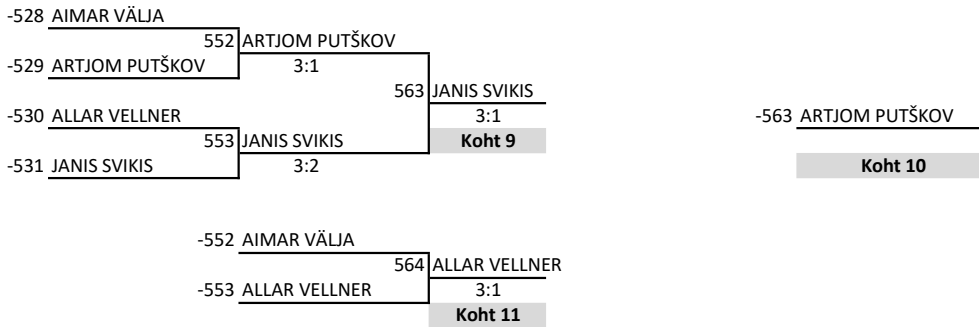 -528 AIMAR VÄLJA
552 ARTJOM PUTŠKOV
-529 ARTJOM PUTŠKOV 3:1
563 JANIS SVIKIS
-530 ALLAR VELLNER 3:1 -563 ARTJOM PUTŠKOV
553 JANIS SVIKIS Koht 9
-531 JANIS SVIKIS 3:2 Koht 10
-552 AIMAR VÄLJA
564 ALLAR VELLNER
-553 ALLAR VELLNER 3:1
Koht 11